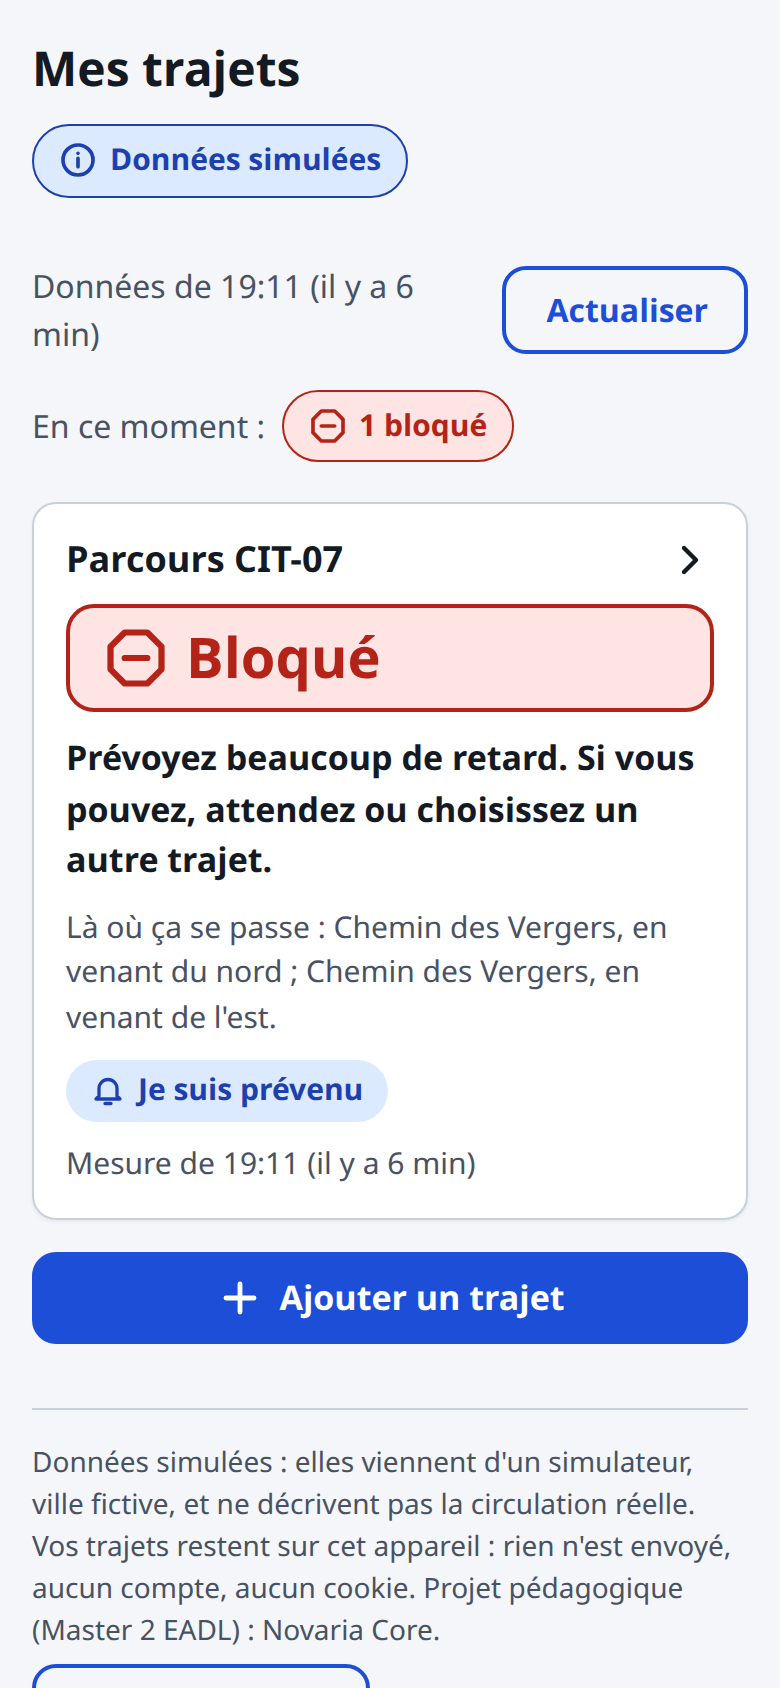 Mes trajets
Données simulées
Données de 19:11 (il y a 6
min)
Actualiser
En ce moment :
1 bloqué
Parcours CIT-07
Bloqué
Prévoyez beaucoup de retard. Si vous
pouvez, attendez ou choisissez un
autre trajet.
Là où ça se passe : Chemin des Vergers, en
venant du nord ; Chemin des Vergers, en
venant de l'est.
Je suis prévenu
Mesure de 19:11 (il y a 6 min)
Ajouter un trajet
Données simulées : elles viennent d'un simulateur,
ville fictive, et ne décrivent pas la circulation réelle.
Vos trajets restent sur cet appareil : rien n'est envoyé,
aucun compte, aucun cookie. Projet pédagogique
(Master 2 EADL) : Novaria Core.